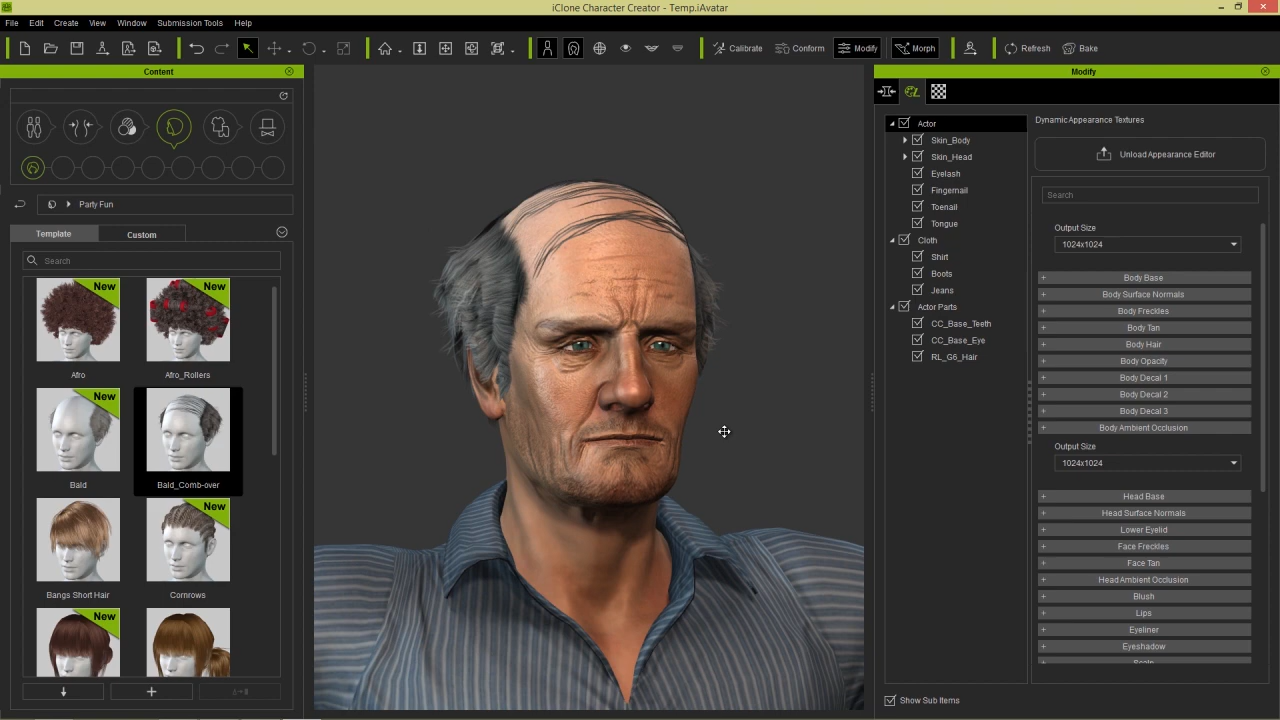 iClone Character Creator - Temp.iAvatar
File Edit Create View Window Submission Tools Help
Calibrate Conform Modify Morph Refresh Bake
Content
Party Fun
Template Custom
Search
New New
Afro Afro_Rollers
New
Bald Bald_Comb-over
New
Bangs Short Hair Cornrows
New
Modify
Actor
Skin_Body
Skin_Head
Eyelash
Fingernail
Toenail
Tongue
Cloth
Shirt
Boots
Jeans
Actor Parts
CC_Base_Teeth
CC_Base_Eye
RL_G6_Hair
Show Sub Items
Dynamic Appearance Textures
Unload Appearance Editor
Search
Output Size
1024x1024
+ Body Base
+ Body Surface Normals
+ Body Freckles
+ Body Tan
+ Body Hair
+ Body Opacity
+ Body Decal 1
+ Body Decal 2
+ Body Decal 3
+ Body Ambient Occlusion
Output Size
1024x1024
+ Head Base
+ Head Surface Normals
+ Lower Eyelid
+ Face Freckles
+ Face Tan
+ Head Ambient Occlusion
+ Blush
+ Lips
+ Eyeliner
+ Eyeshadow
+ Scalp